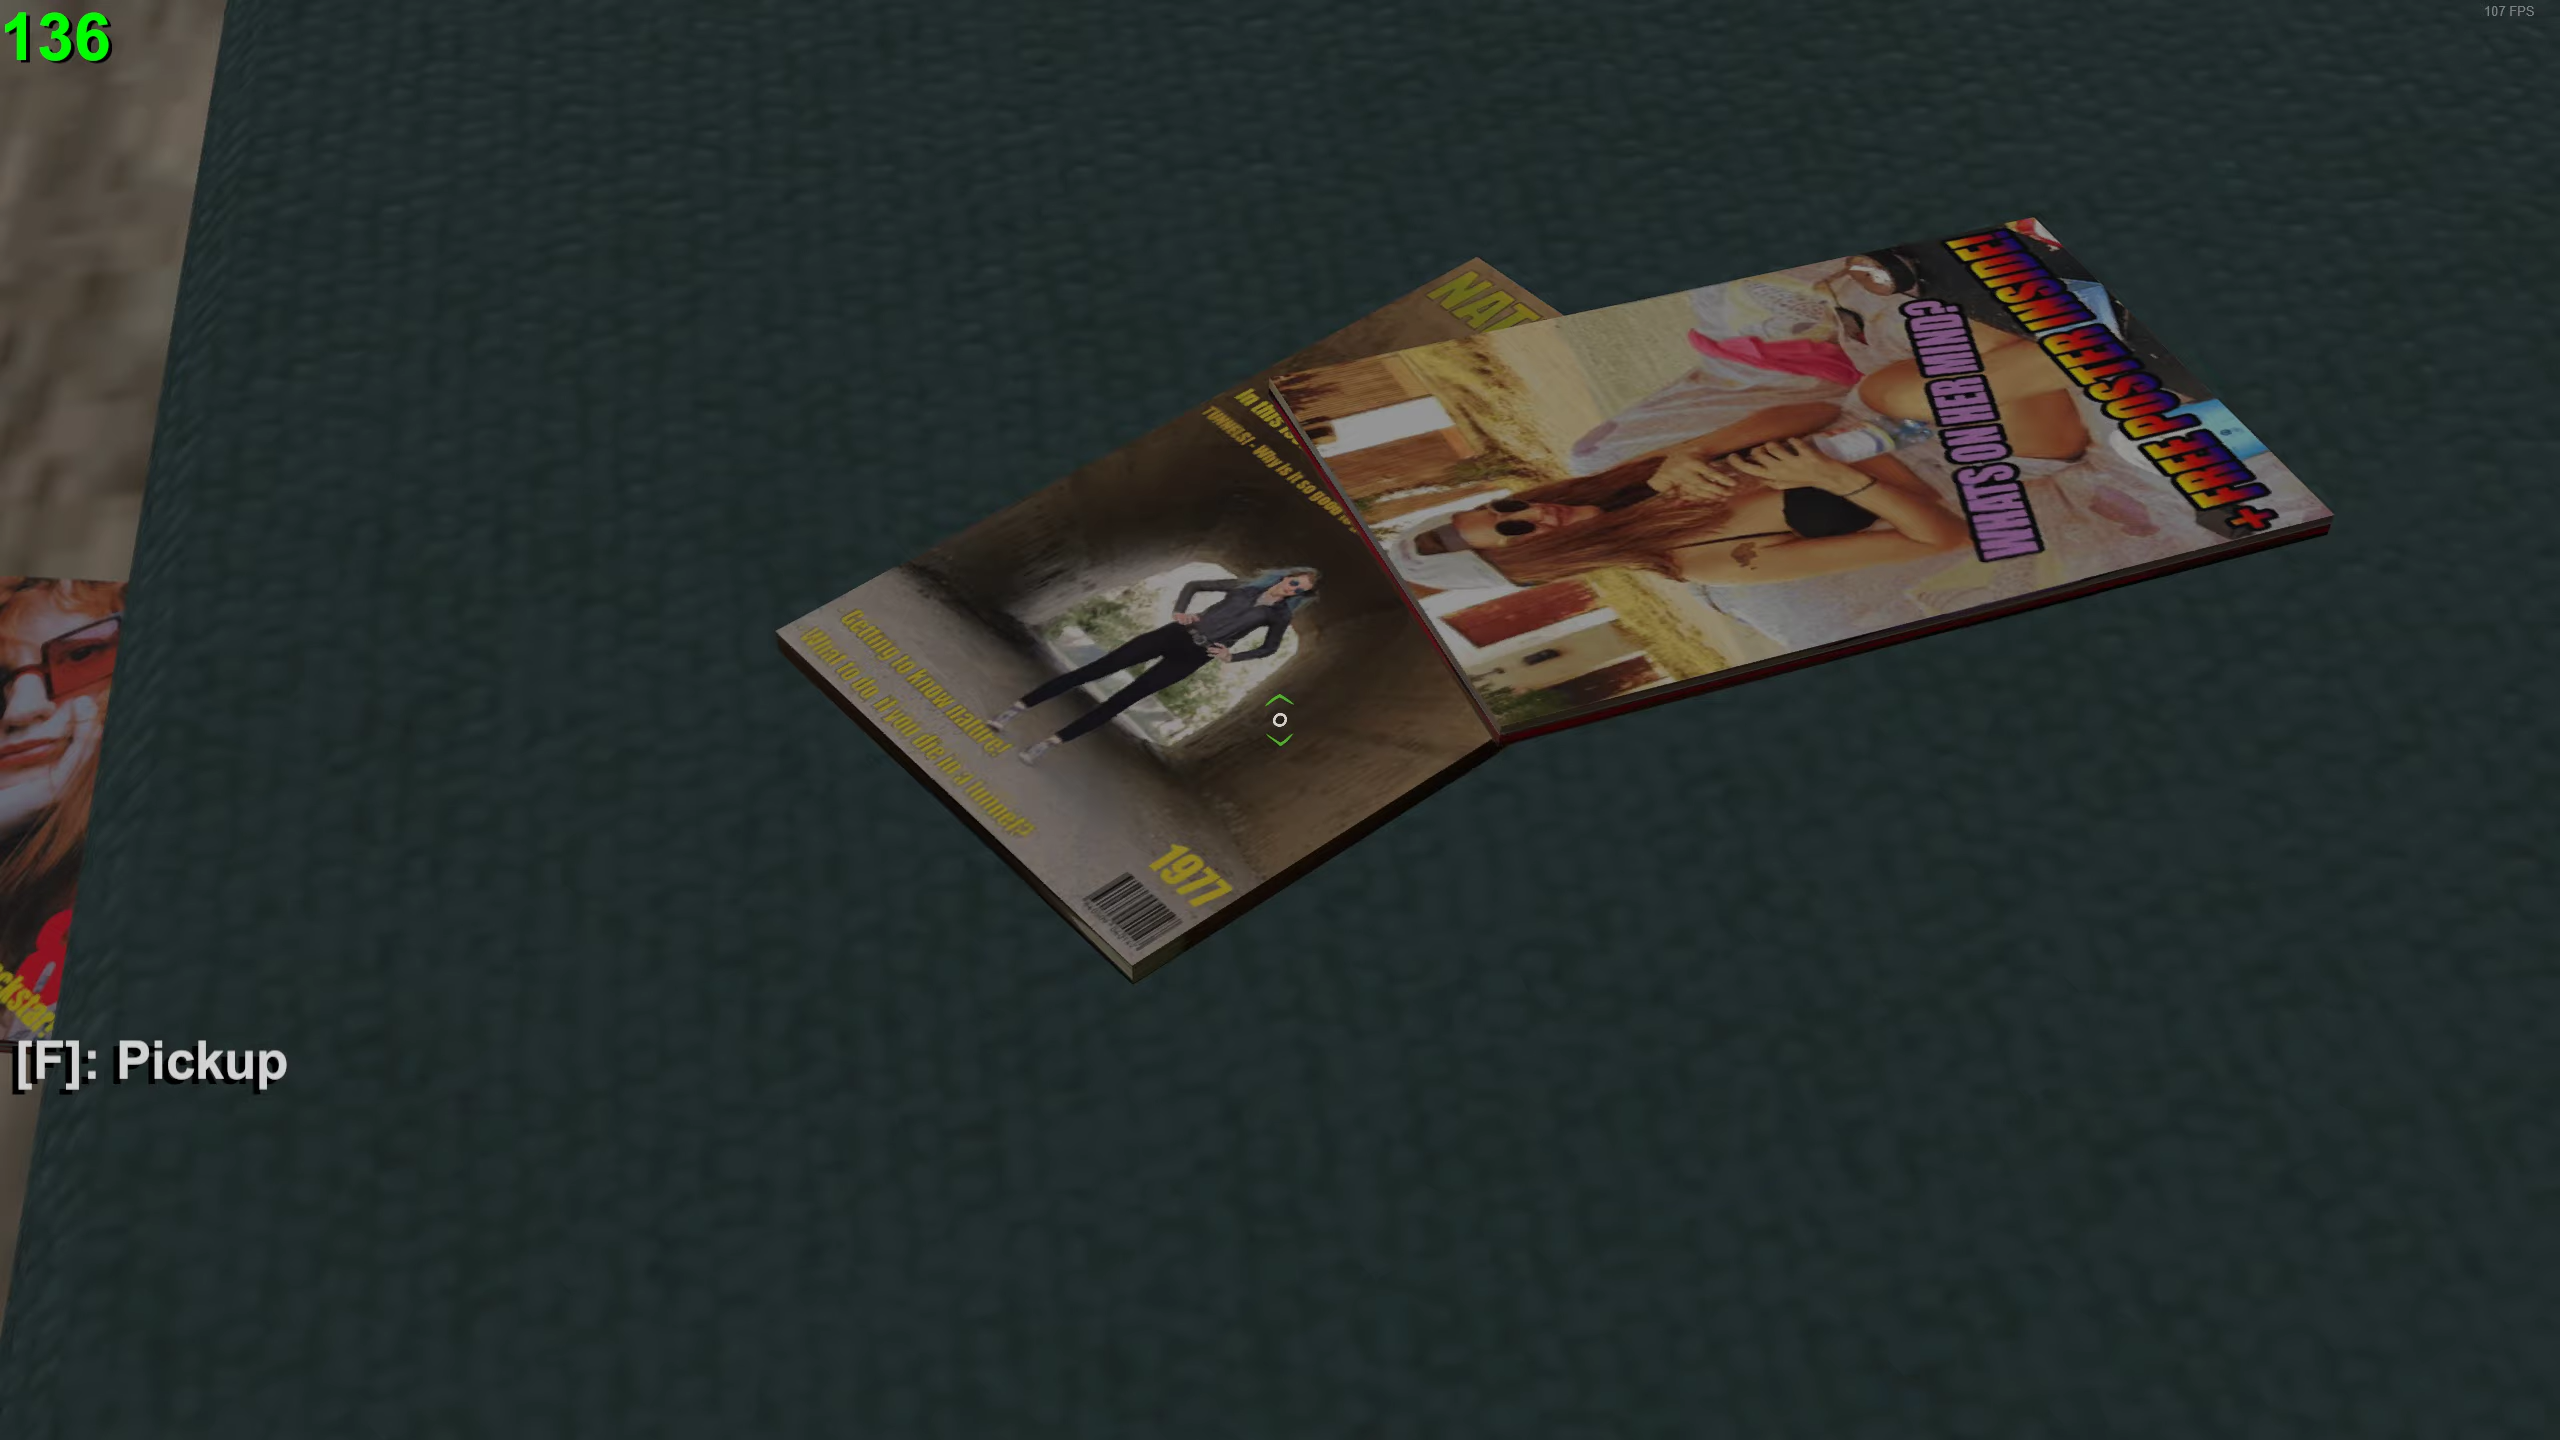 136
107 FPS
NAT
In this
TUNNELS! - Why is it so good
WHATS ON HER MIND?
+ FREE POSTER INSIDE!
Getting to know nature!
What to do if you die in a tunnel?
1977
[F]: Pickup